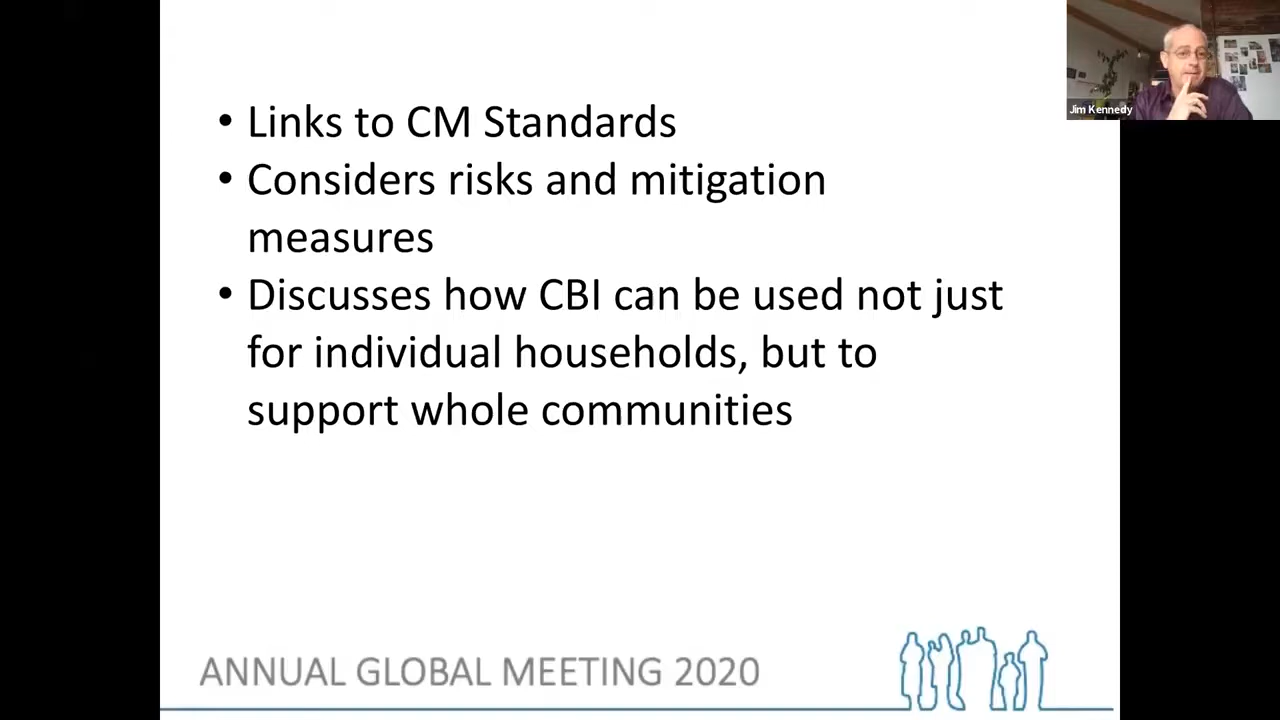 Jim Kennedy
• Links to CM Standards
• Considers risks and mitigation
measures
• Discusses how CBI can be used not just
for individual households, but to
support whole communities
ANNUAL GLOBAL MEETING 2020